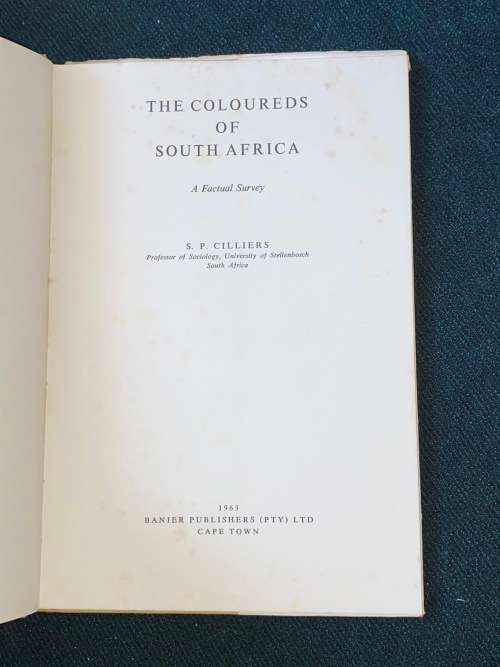 THE COLOUREDS
OF
SOUTH AFRICA
A Factual Survey
S. P. CILLIERS
Professor of Sociology, University of Stellenbosch
South Africa
1963
BANIER PUBLISHERS (PTY) LTD
CAPE TOWN